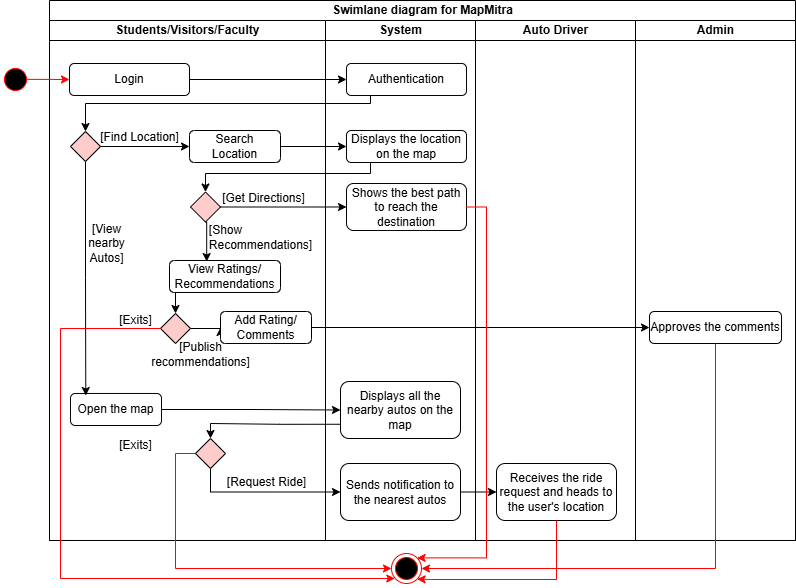 Swimlane diagram for MapMitra
Students/Visitors/Faculty
System
Auto Driver
Admin
Login
Authentication
[Find Location]
Search
Location
Displays the location
on the map
[Get Directions]
Shows the best path
to reach the
destination
[View
nearby
Autos]
[Show
Recommendations]
View Ratings/
Recommendations
[Exits]
Add Rating/
Comments
Approves the comments
[Publish
recommendations]
Open the map
Displays all the
nearby autos on the
map
[Exits]
[Request Ride]
Sends notification to
the nearest autos
Receives the ride
request and heads to
the user's location